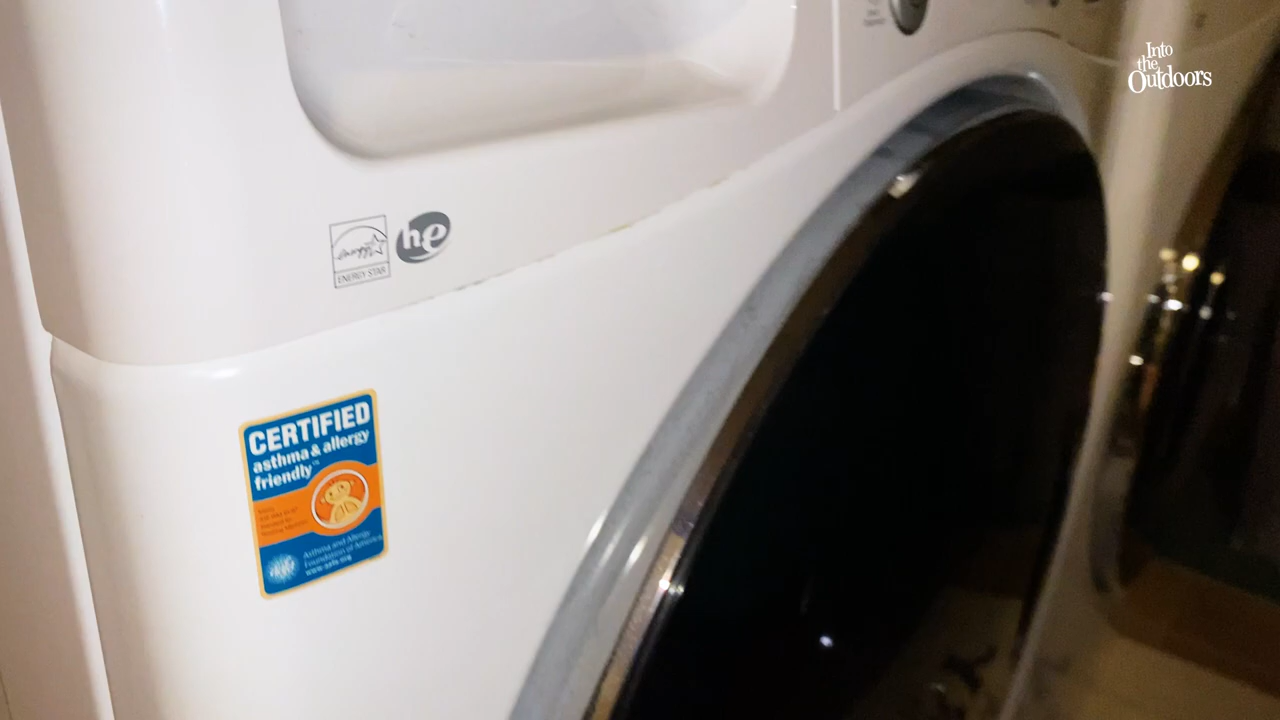 Into
the
Outdoors
energy
ENERGY STAR
he
CERTIFIED
asthma & allergy
friendly™
Asthma and Allergy
Foundation of America
www.aafa.org